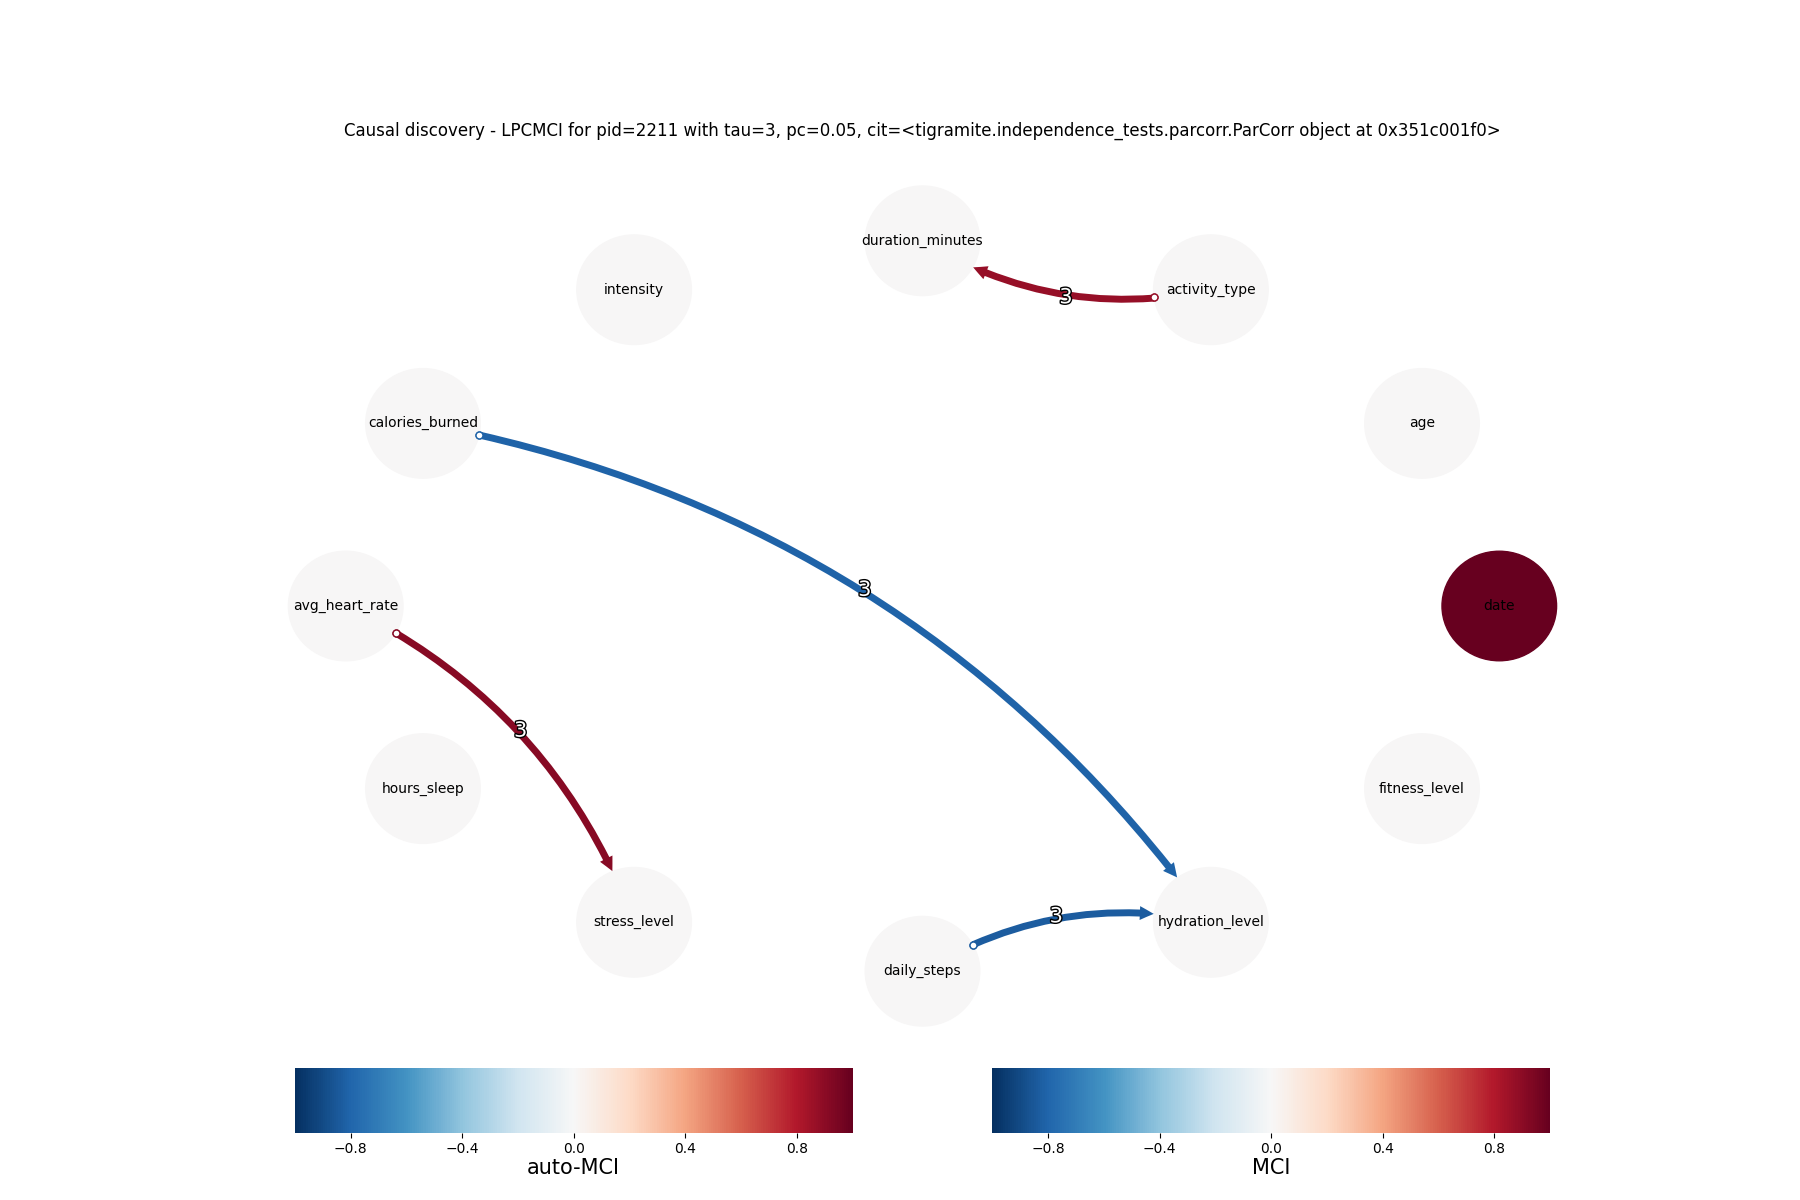 Causal discovery - LPCMCI for pid=2211 with tau=3, pc=0.05, cit=<tigramite.independence_tests.parcorr.ParCorr object at 0x351c001f0>
duration_minutes
intensity
activity_type
3
calories_burned
age
3
avg_heart_rate
date
3
hours_sleep
fitness_level
stress_level
3
hydration_level
daily_steps
−0.8 −0.4 0.0 0.4 0.8
auto-MCI
−0.8 −0.4 0.0 0.4 0.8
MCI